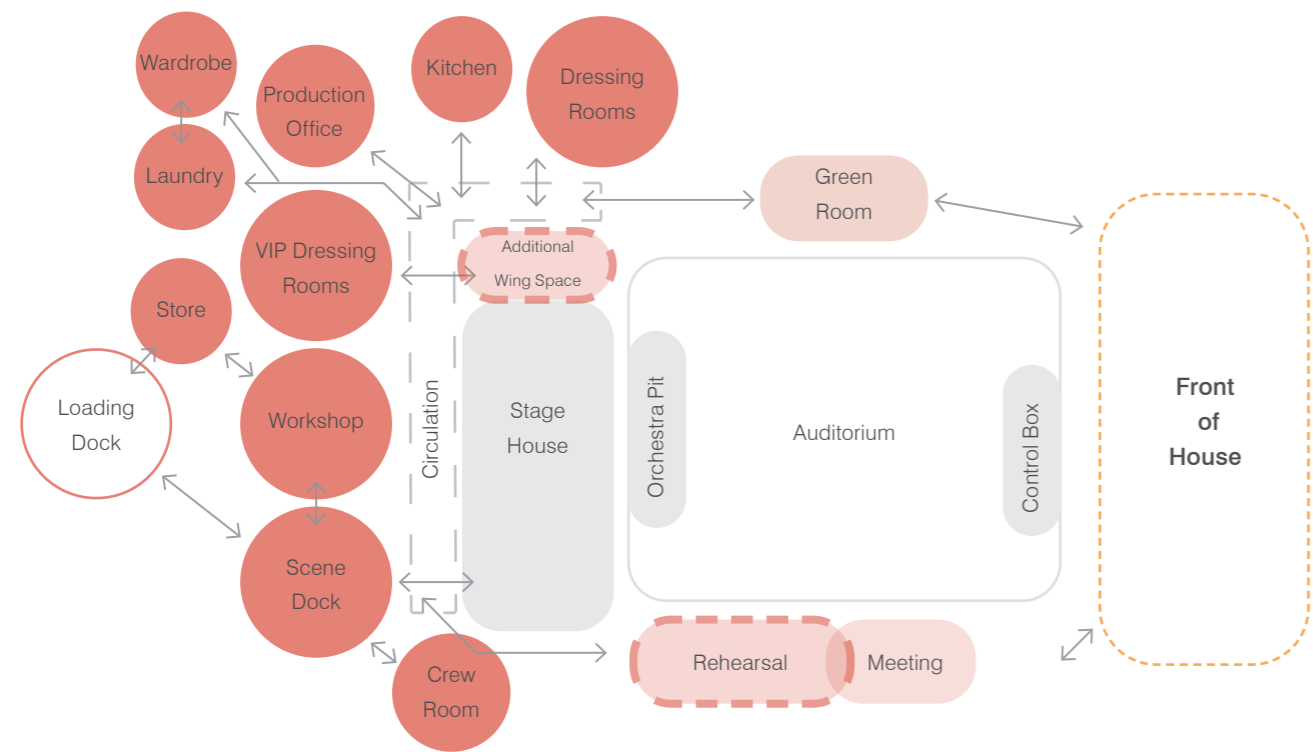 Wardrobe
Production
Office
Kitchen
Dressing
Rooms
Laundry
Green
Room
VIP Dressing
Rooms
Additional
Wing Space
Store
Loading
Dock
Workshop
Circulation
Stage
House
Orchestra Pit
Auditorium
Control Box
Front
of
House
Scene
Dock
Crew
Room
Rehearsal
Meeting